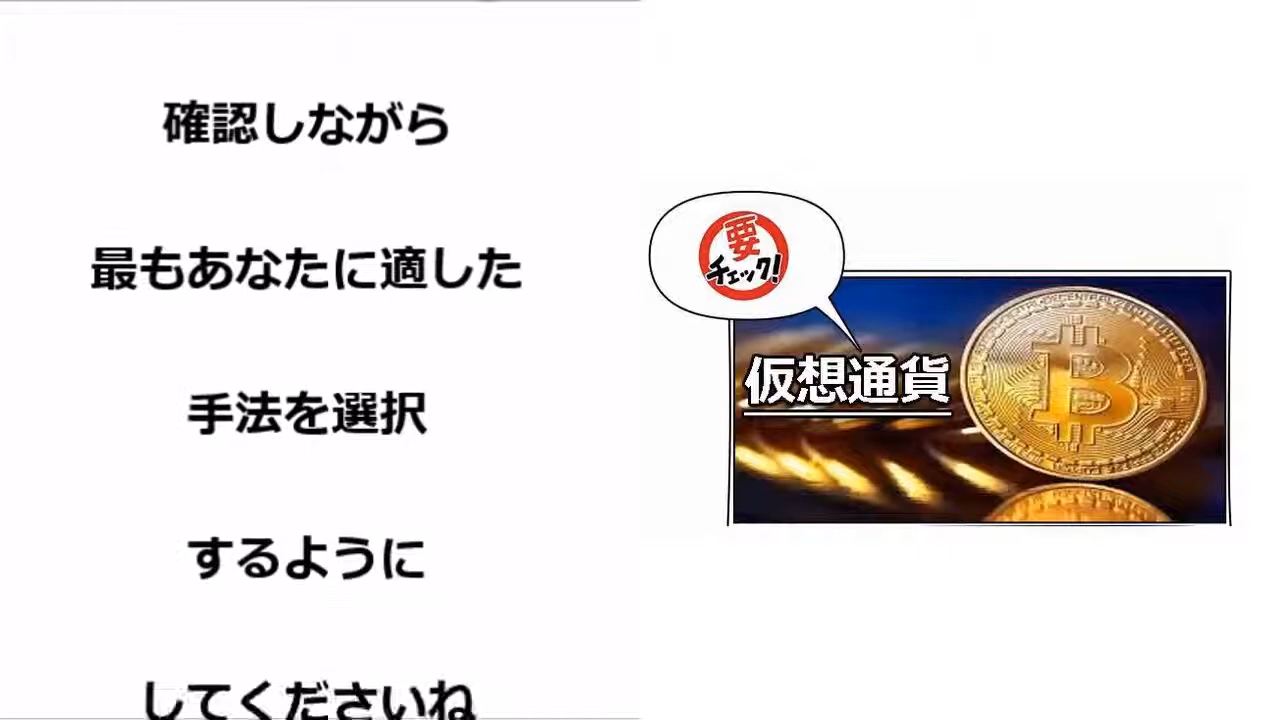 確認しながら
最もあなたに適した
手法を選択
するように
してくださいね
要
チェック!
仮想通貨
B